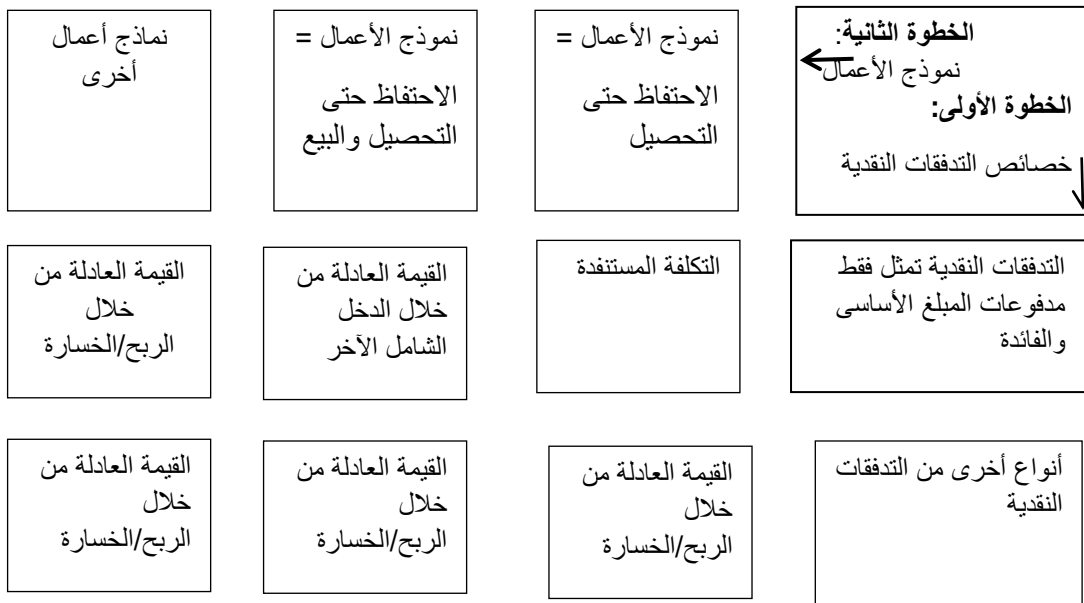 الخطوة الثانية:
نموذج الأعمال
الخطوة الأولى:
خصائص التدفقات النقدية
نموذج الأعمال =
الاحتفاظ حتى
التحصيل
نموذج الأعمال =
الاحتفاظ حتى
التحصيل والبيع
نماذج أعمال
أخرى
التدفقات النقدية تمثل فقط
مدفوعات المبلغ الأساسى
والفائدة
التكلفة المستنفدة
القيمة العادلة من
خلال الدخل
الشامل الآخر
القيمة العادلة من
خلال
الربح/الخسارة
أنواع أخرى من التدفقات
النقدية
القيمة العادلة من
خلال
الربح/الخسارة
القيمة العادلة من
خلال
الربح/الخسارة
القيمة العادلة من
خلال
الربح/الخسارة